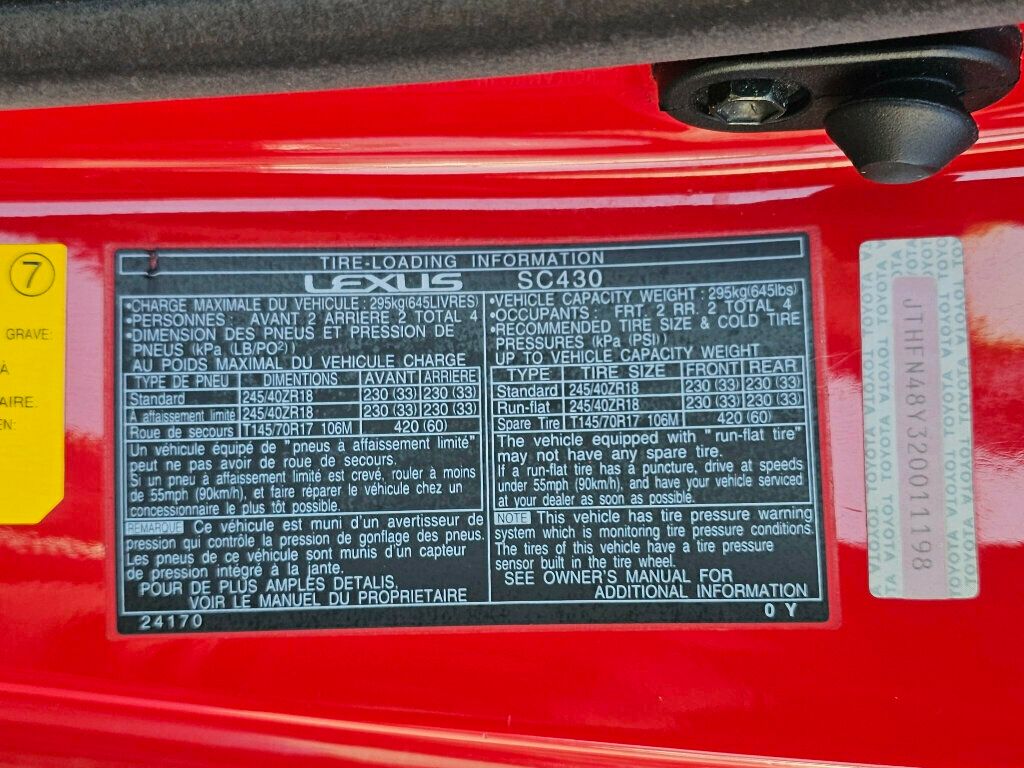 7
GRAVE:
À
AIRE.
EN:
TIRE-LOADING INFORMATION
LEXUS SC430
•CHARGE MAXIMALE DU VEHICULE : 295kg(645LIVRES)
•PERSONNES : AVANT 2 ARRIERE 2 TOTAL 4
•DIMENSION DES PNEUS ET PRESSION DE
PNEUS (kPa (LB/PO²))
AU POIDS MAXIMAL DU VEHICULE CHARGE
TYPE DE PNEU DIMENTIONS AVANT ARRIERE
Standard 245/40ZR18 230 (33) 230 (33)
À affaissement limité 245/40ZR18 230 (33) 230 (33)
Roue de secours T145/70R17 106M 420 (60)
Un véhicule équipé de "pneus à affaissement limité"
peut ne pas avoir de roue de secours.
Si un pneu à affaissement limité est crevé, rouler à moins
de 55mph (90km/h), et faire réparer le véhicule chez un
concessionnaire le plus tôt possible.
REMARQUE Ce véhicule est muni d'un avertisseur de
pression qui contrôle la pression de gonflage des pneus.
Les pneus de ce véhicule sont munis d'un capteur
de pression intégré à la jante.
POUR DE PLUS AMPLES DETALIS,
VOIR LE MANUEL DU PROPRIETAIRE
•VEHICLE CAPACITY WEIGHT : 295kg(645lbs)
•OCCUPANTS : FRT. 2 RR. 2 TOTAL 4
•RECOMMENDED TIRE SIZE & COLD TIRE
PRESSURES (kPa (PSI))
UP TO VEHICLE CAPACITY WEIGHT
TYPE TIRE SIZE FRONT REAR
Standard 245/40ZR18 230 (33) 230 (33)
Run-flat 245/40ZR18 230 (33) 230 (33)
Spare Tire T145/70R17 106M 420 (60)
The vehicle equipped with "run-flat tire"
may not have any spare tire.
If a run-flat tire has a puncture, drive at speeds
under 55mph (90km/h), and have your vehicle serviced
at your dealer as soon as possible.
NOTE This vehicle has tire pressure warning
system which is monitoring tire pressure conditions.
The tires of this vehicle have a tire pressure
sensor built in the tire wheel.
SEE OWNER'S MANUAL FOR
ADDITIONAL INFORMATION
24170 0 Y
TOYOTA TOYOTA TOYOTA TOYOTA
JTHFN48Y320011198
TOYOTA TOYOTA TOYOTA TOYOTA